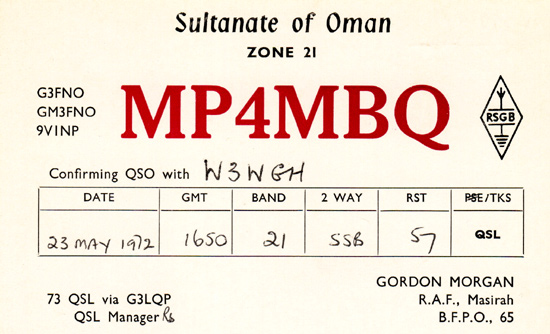 Sultanate of Oman
ZONE 21
G3FNO
GM3FNO
9V1NP
MP4MBQ
RSGB
Confirming QSO with W3WGH
DATE GMT BAND 2 WAY RST PSE/TKS
23 MAY 1972 1650 21 SSB 57 QSL
73 QSL via G3LQP
QSL Manager
GORDON MORGAN
R.A.F., Masirah
B.F.P.O., 65